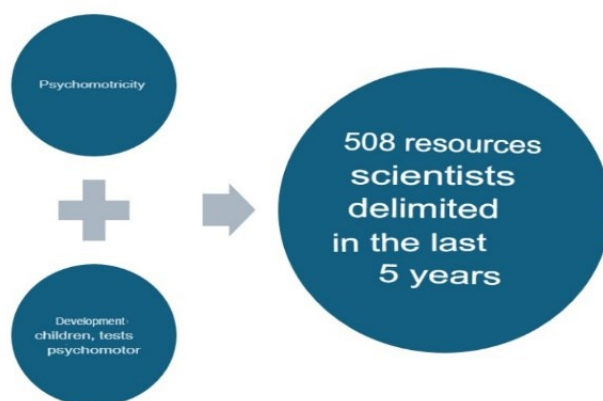 Psychomotricity
Development·
children, tests
psychomotor
508 resources
scientists
delimited
in the last
5 years